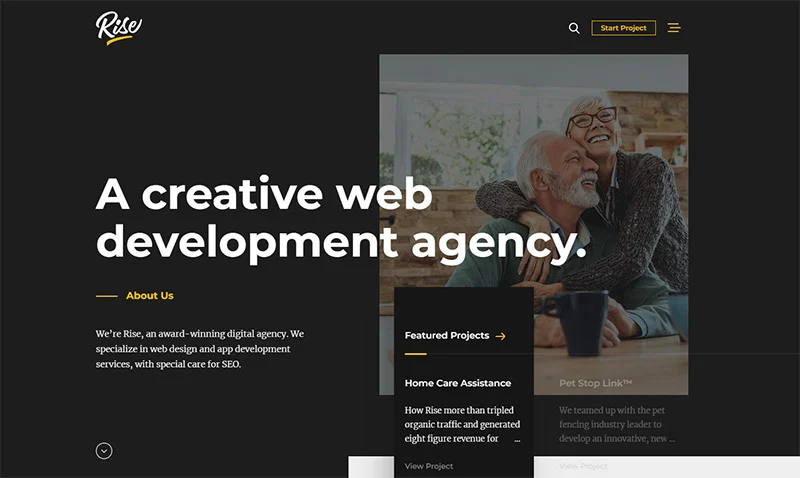 Rise
Start Project
A creative web
development agency.
About Us
We're Rise, an award-winning digital agency. We
specialize in web design and app development
services, with special care for SEO.
Featured Projects
Home Care Assistance
How Rise more than tripled
organic traffic and generated
eight figure revenue for ...
View Project
Pet Stop Link™
We teamed up with the pet
fencing industry leader to
develop an innovative, new ...
View Project